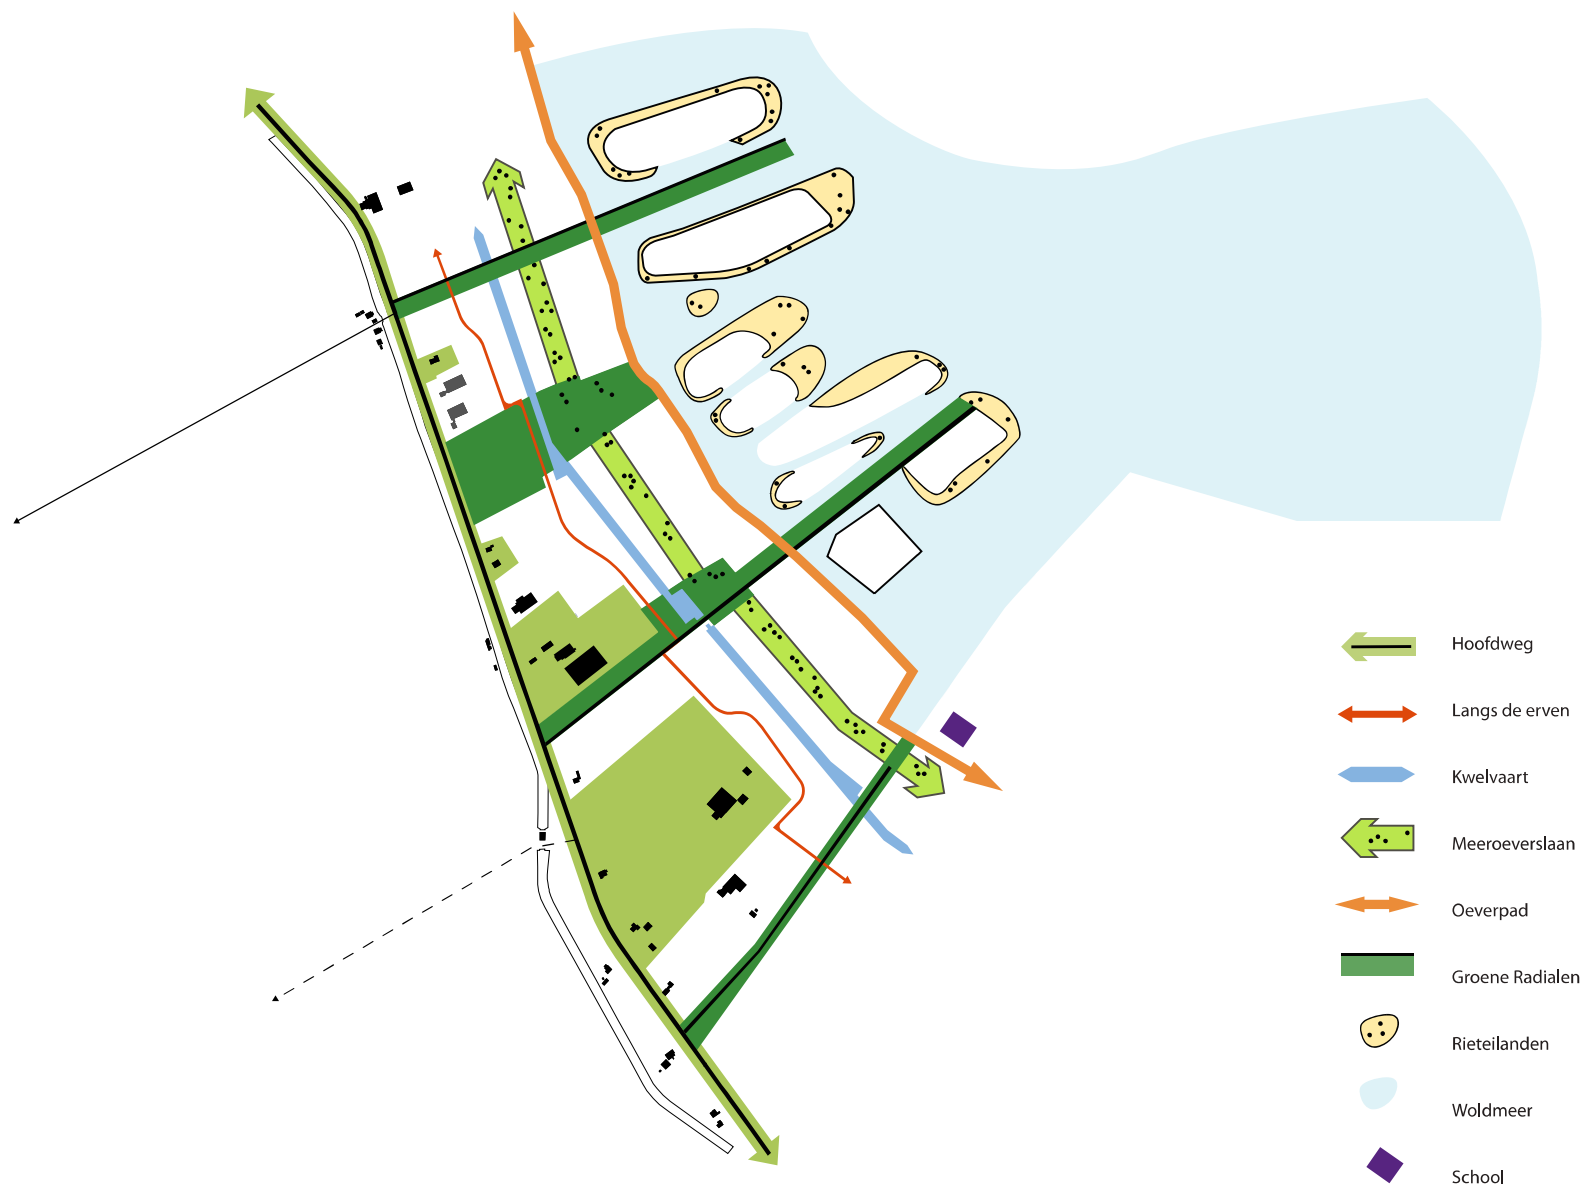 Hoofdweg
Langs de erven
Kwelvaart
Meeroeverslaan
Oeverpad
Groene Radialen
Rieteilanden
Woldmeer
School